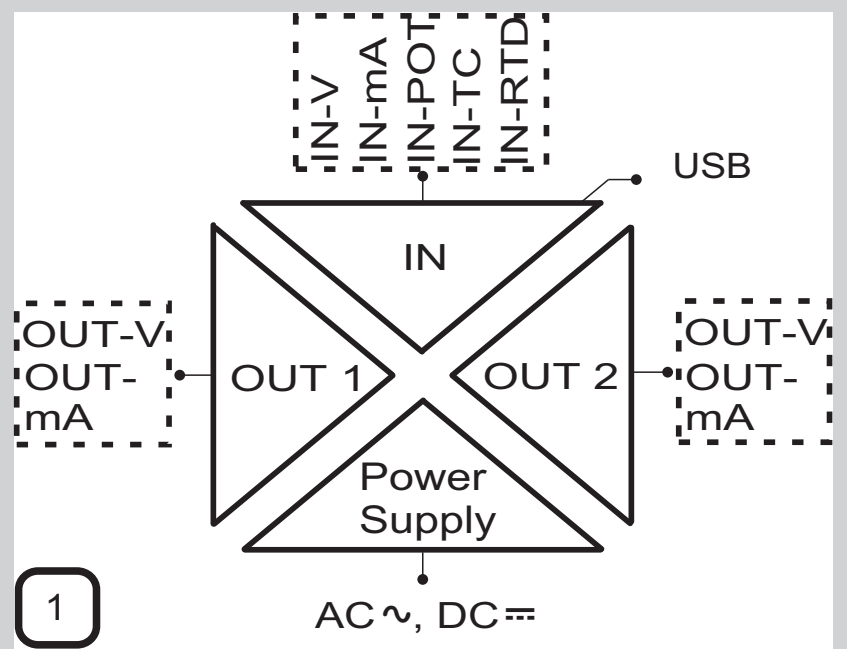 IN-V
IN-mA
IN-POT
IN-TC
IN-RTD
USB
IN
OUT-V
OUT-
mA
OUT 1
OUT 2
OUT-V
OUT-
mA
Power
Supply
1
AC∿, DC⎓